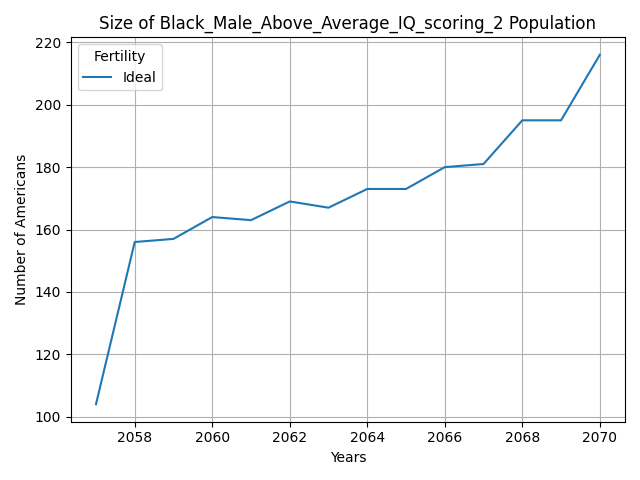 Size of Black_Male_Above_Average_IQ_scoring_2 Population
Fertility
Ideal
Number of Americans
220
200
180
160
140
120
100
2058 2060 2062 2064 2066 2068 2070
Years